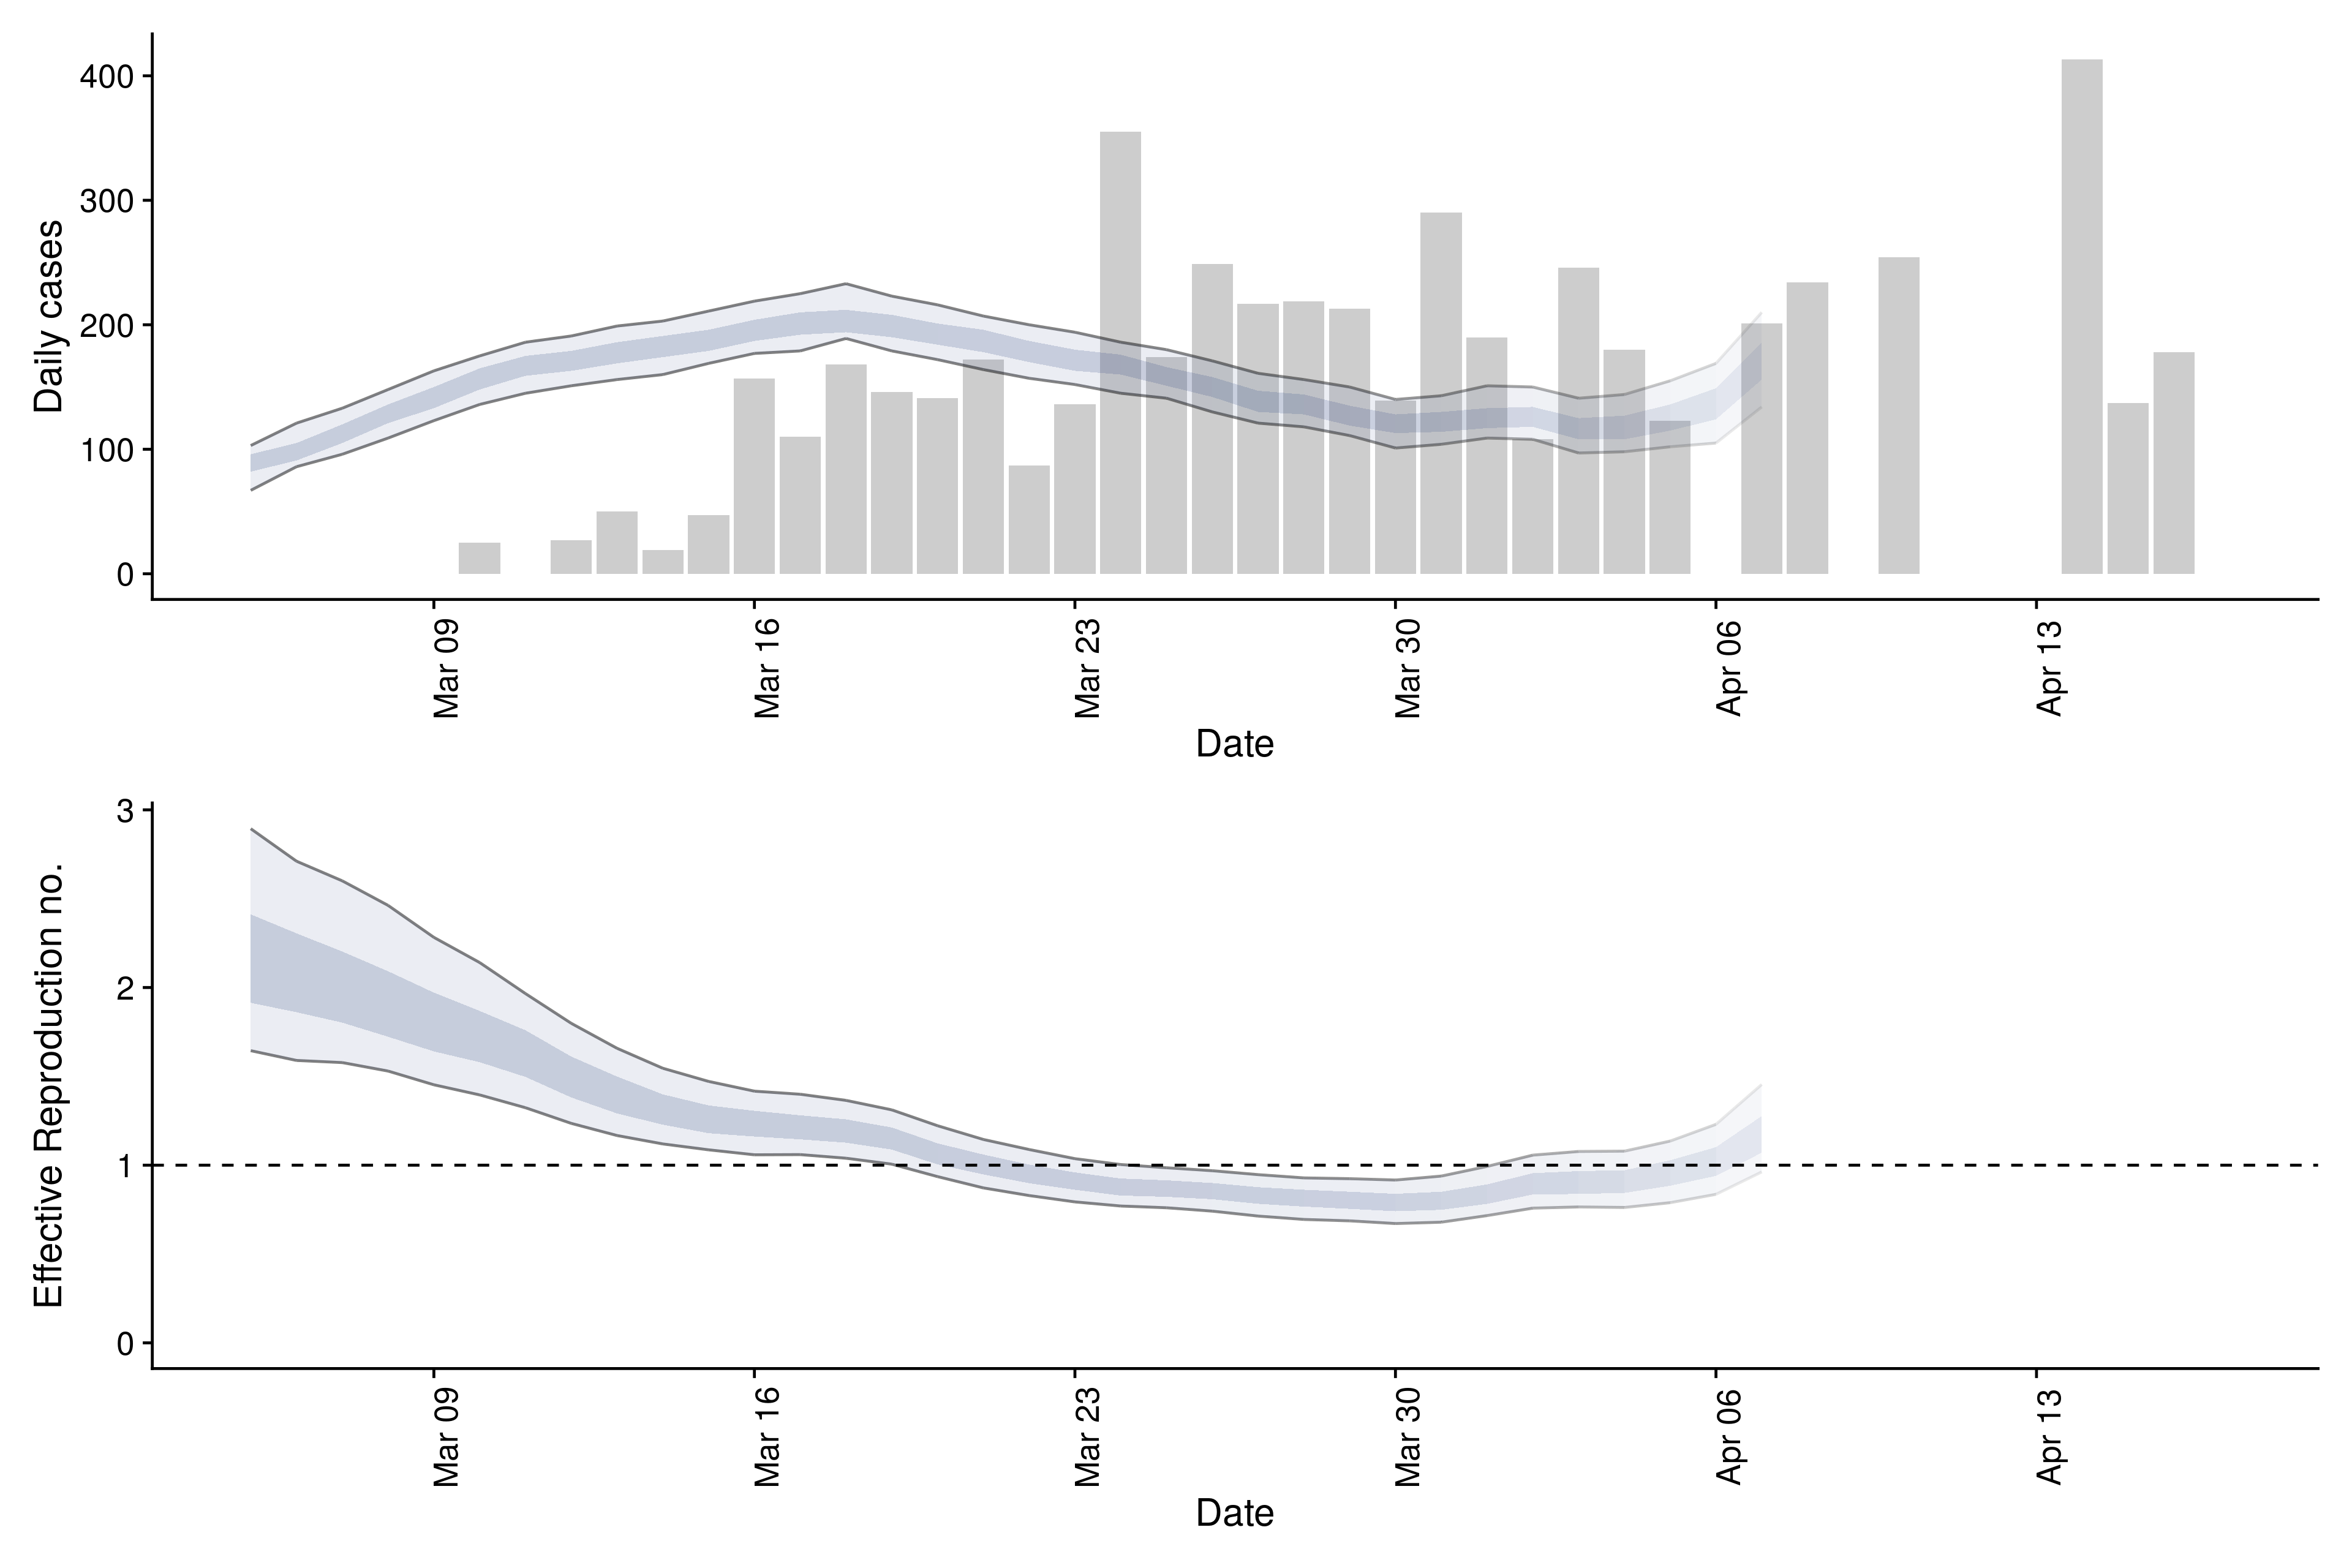 Daily cases
400
300
200
100
0
Mar 09
Mar 16
Mar 23
Mar 30
Apr 06
Apr 13
Date
Effective Reproduction no.
3
2
1
0
Mar 09
Mar 16
Mar 23
Mar 30
Apr 06
Apr 13
Date